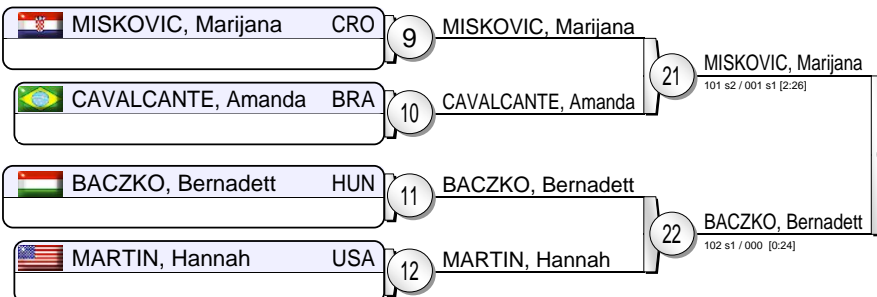 MISKOVIC, Marijana CRO
9
MISKOVIC, Marijana
CAVALCANTE, Amanda BRA
10
CAVALCANTE, Amanda
21
MISKOVIC, Marijana
101 s2 / 001 s1 [2:26]
BACZKO, Bernadett HUN
11
BACZKO, Bernadett
MARTIN, Hannah USA
12
MARTIN, Hannah
22
BACZKO, Bernadett
102 s1 / 000 [0:24]